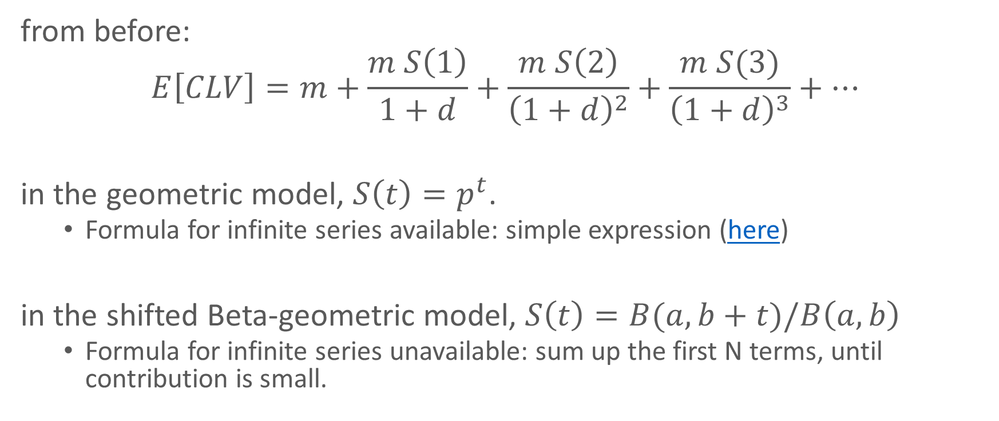 from before:
E[CLV] = m + \frac{m S(1)}{1 + d} + \frac{m S(2)}{(1 + d)^2} + \frac{m S(3)}{(1 + d)^3} + ⋯
in the geometric model, S(t) = p^t.
• Formula for infinite series available: simple expression (here)
in the shifted Beta-geometric model, S(t) = B(a, b + t)/B(a, b)
• Formula for infinite series unavailable: sum up the first N terms, until
contribution is small.